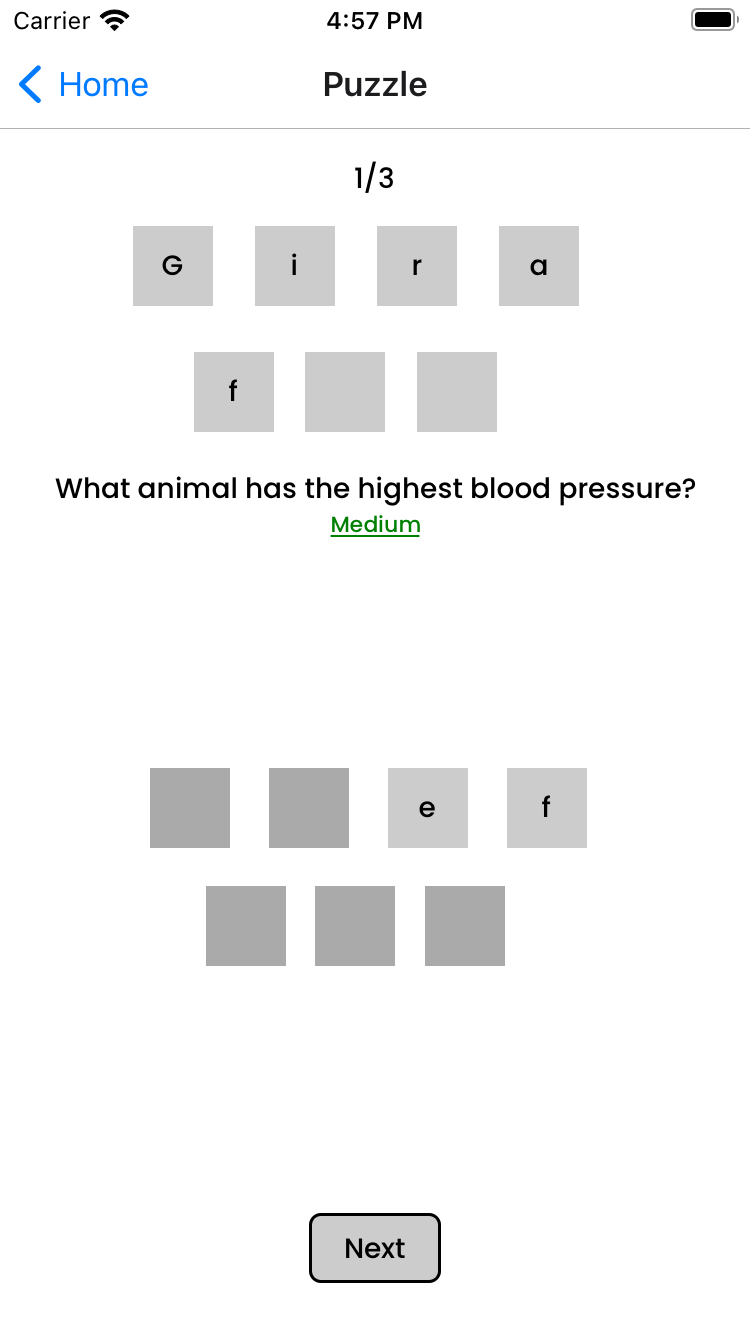 Carrier 4:57 PM
Home Puzzle
1/3
G i r a
f
What animal has the highest blood pressure?
Medium
e f
Next